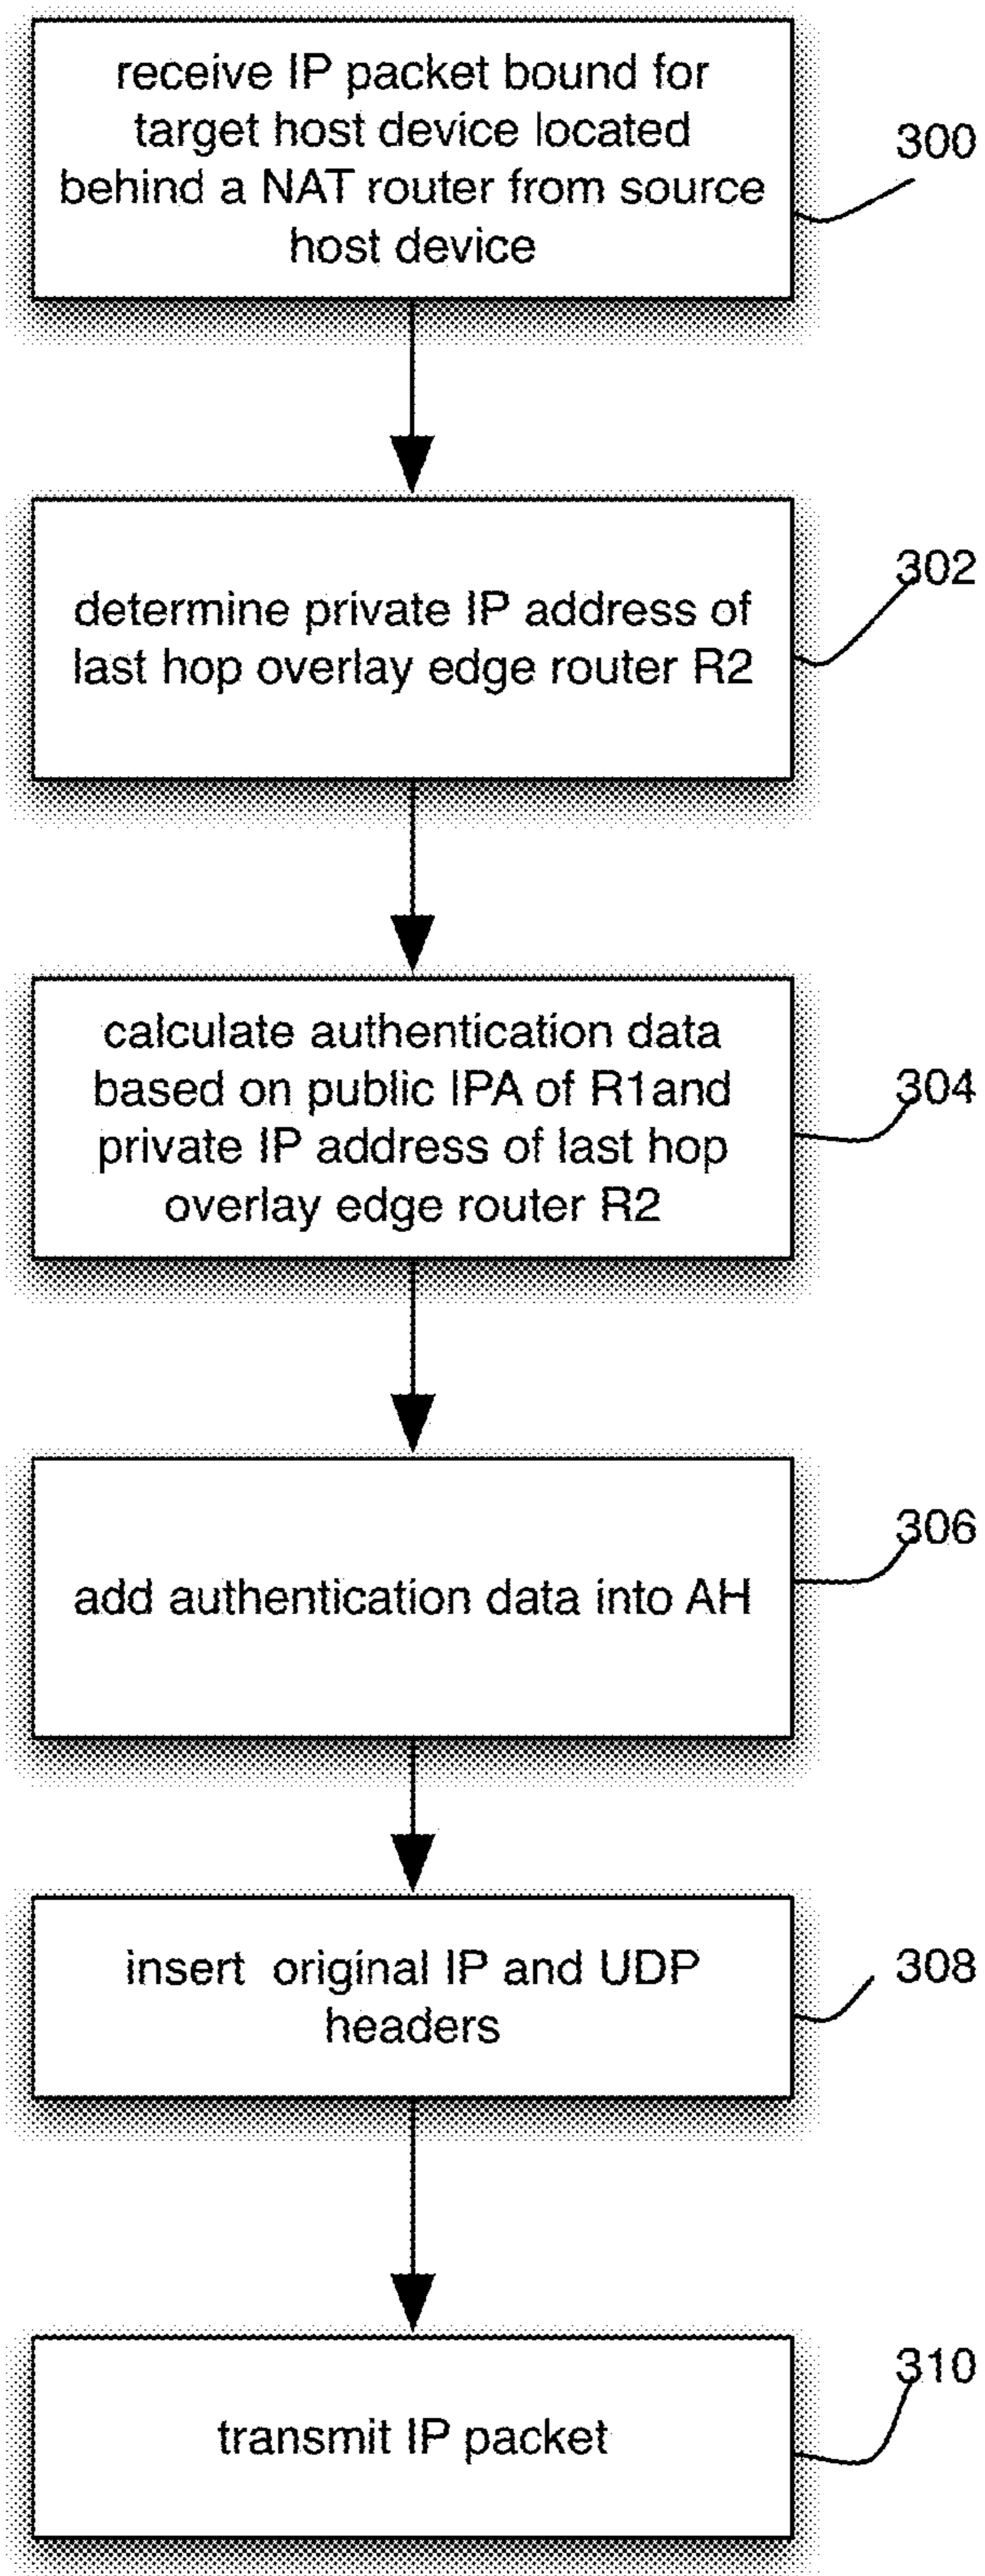 receive IP packet bound for
target host device located
behind a NAT router from source
host device
300
determine private IP address of
last hop overlay edge router R2
302
calculate authentication data
based on public IPA of R1and
private IP address of last hop
overlay edge router R2
304
add authentication data into AH
306
insert original IP and UDP
headers
308
transmit IP packet
310